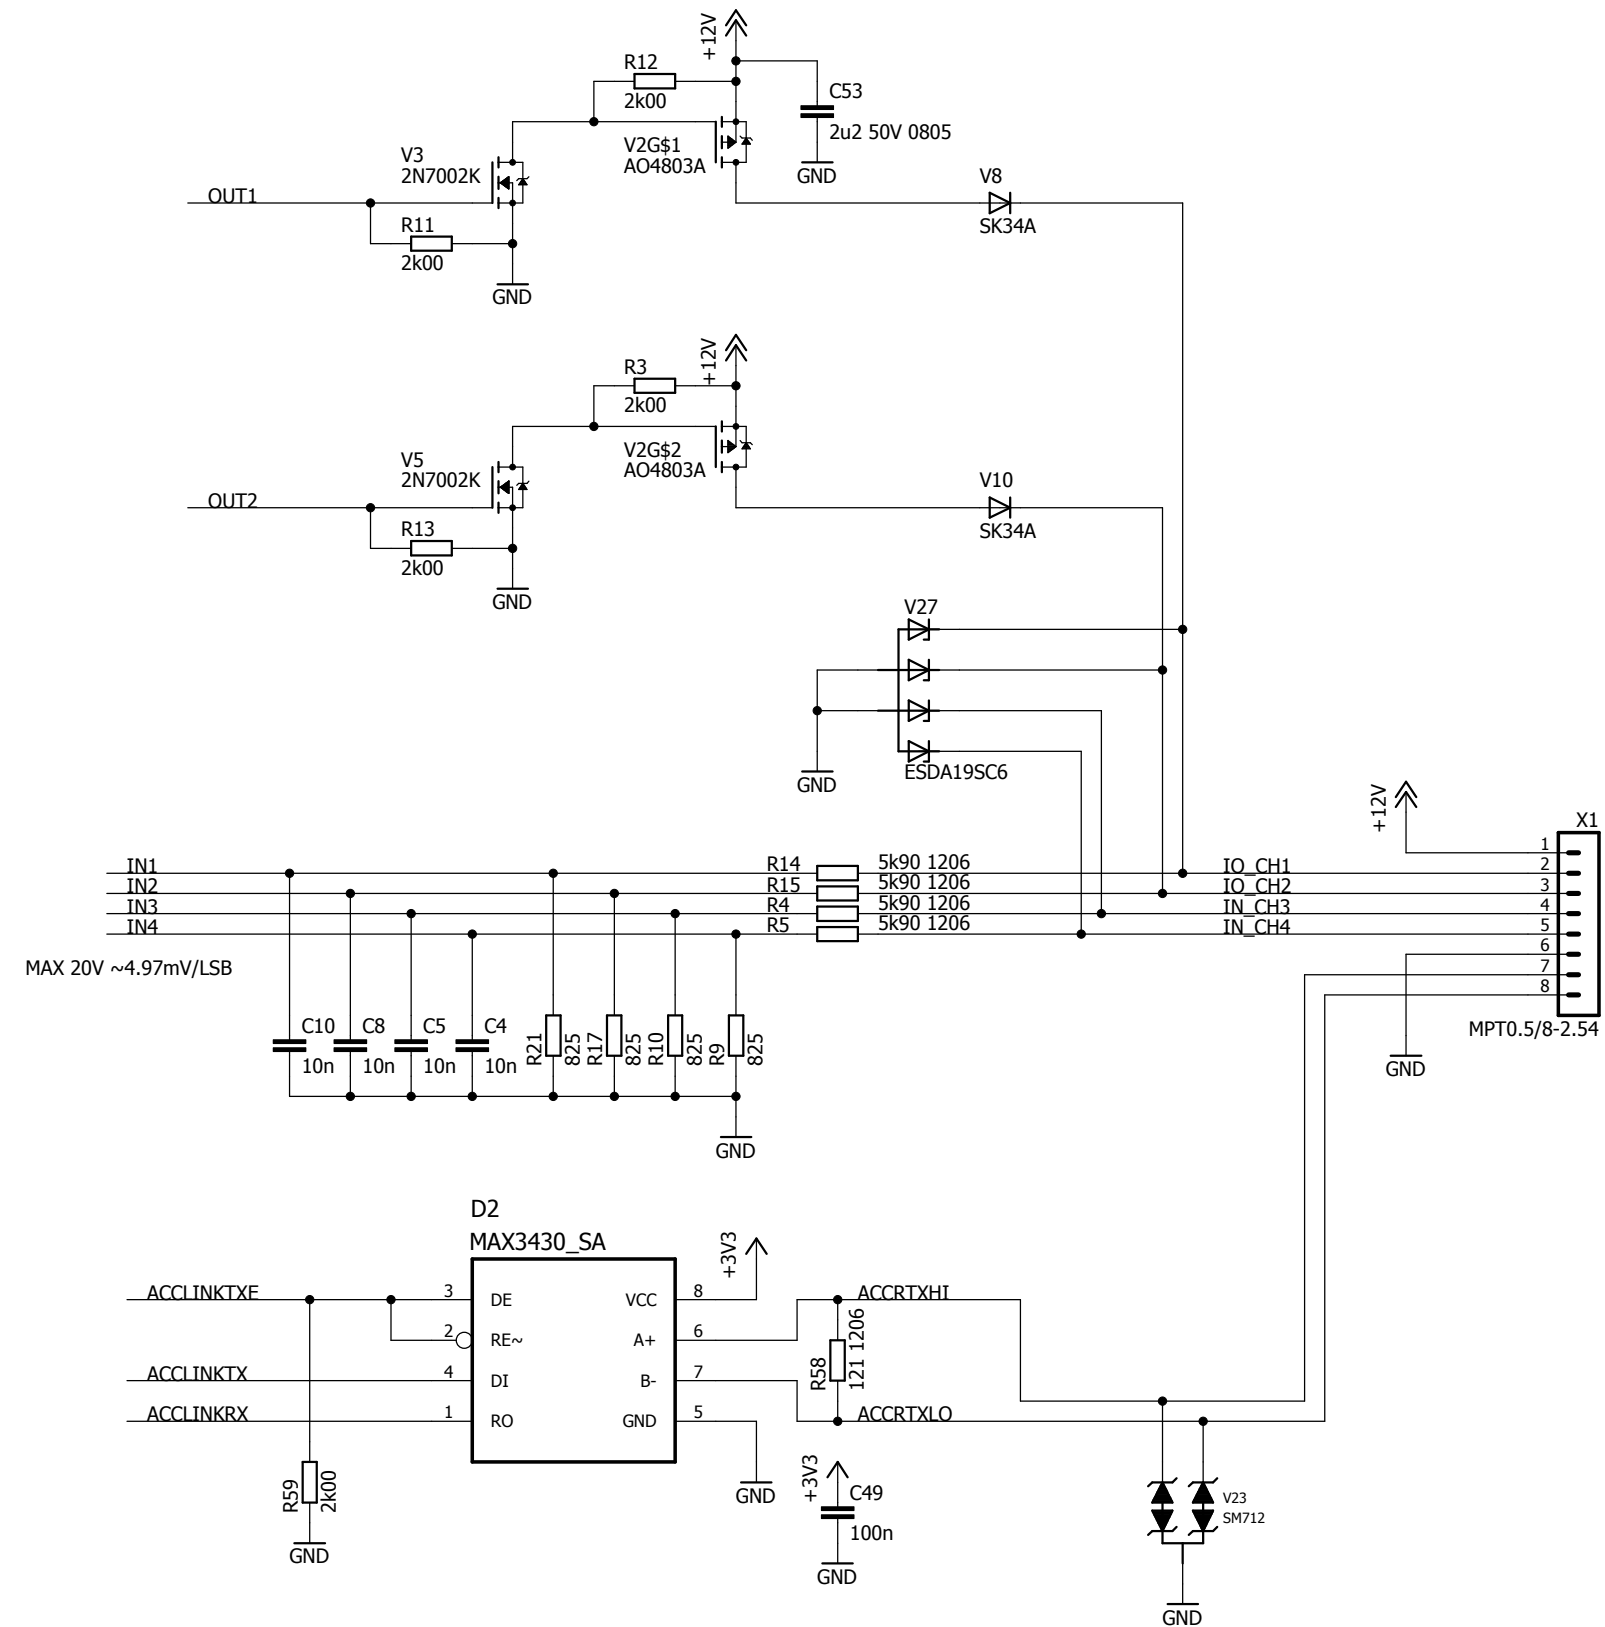 +12V
R12
2k00
C53
2u2 50V 0805
GND
V3
2N7002K
V2G$1
AO4803A
OUT1
R11
2k00
GND
V8
SK34A
+12V
R3
2k00
V5
2N7002K
V2G$2
AO4803A
OUT2
R13
2k00
GND
V10
SK34A
V27
ESDA19SC6
GND
+12V
X1
IN1
R14
5k90 1206
IO_CH1
IN2
R15
5k90 1206
IO_CH2
IN3
R4
5k90 1206
IN_CH3
IN4
R5
5k90 1206
IN_CH4
1
2
3
4
5
6
7
8
MPT0.5/8-2.54
GND
MAX 20V ~4.97mV/LSB
C10
10n
C8
10n
C5
10n
C4
10n
R21
825
R17
825
R10
825
R9
825
GND
D2
MAX3430_SA
+3V3
ACCLINKTXE
3
DE
VCC
8
2
RE~
A+
6
ACCLINKTX
4
DI
B-
7
ACCLINKRX
1
RO
GND
5
ACCRTXHI
R58
121 1206
ACCRTXLO
R59
2k00
GND
GND
+3V3
C49
100n
GND
V23
SM712
GND